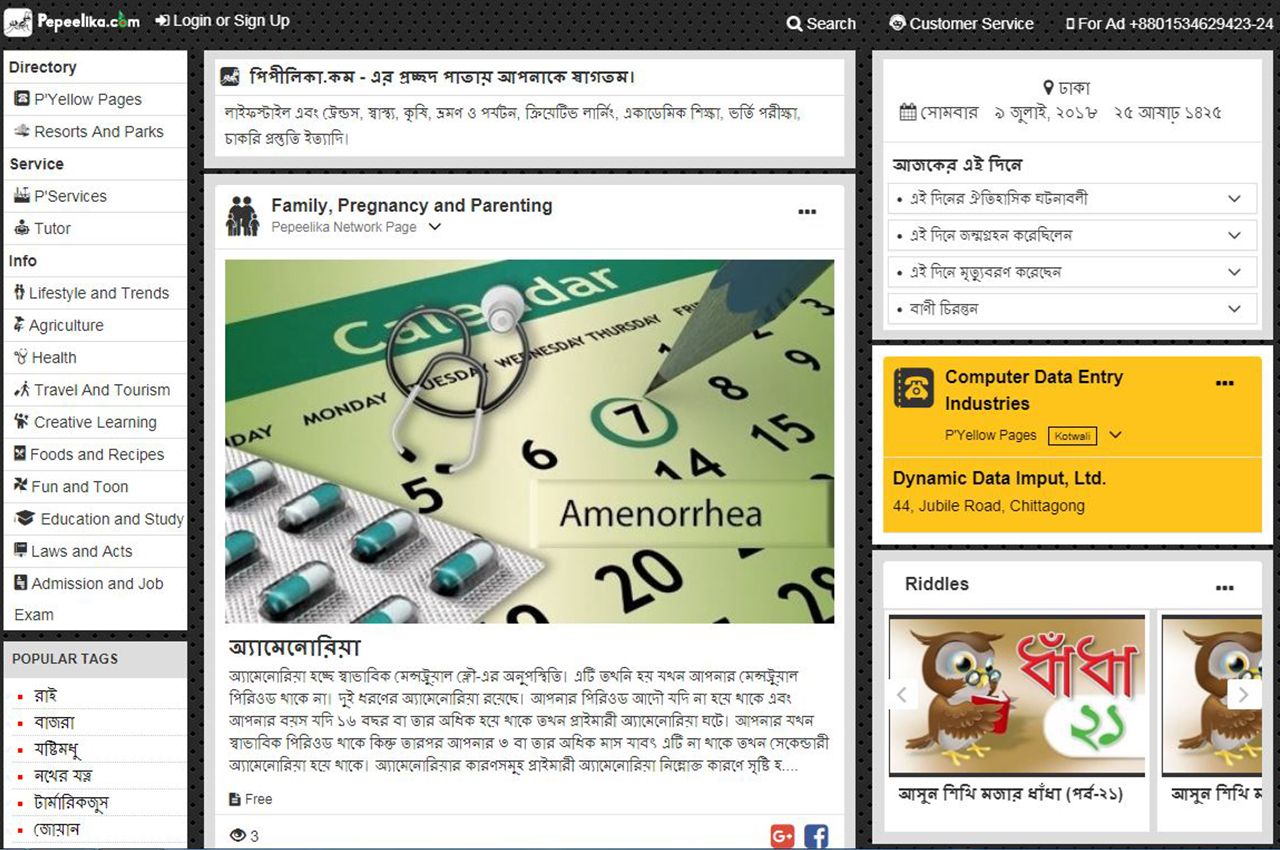 Pepeelika.com
Login or Sign Up
Search
Customer Service
For Ad +8801534629423-24
Directory
P'Yellow Pages
Resorts And Parks
Service
P'Services
Tutor
Info
Lifestyle and Trends
Agriculture
Health
Travel And Tourism
Creative Learning
Foods and Recipes
Fun and Toon
Education and Study
Laws and Acts
Admission and Job
Exam
POPULAR TAGS
রাই
বাজরা
যষ্টিমধু
নখের যত্ন
টার্মারিকজুস
জোয়ান
পিপীলিকা.কম - এর প্রচ্ছদ পাতায় আপনাকে স্বাগতম।
লাইফস্টাইল এবং ট্রেন্ডস, স্বাস্থ্য, কৃষি, ভ্রমণ ও পর্যটন, ক্রিয়েটিভ লার্নিং, একাডেমিক শিক্ষা, ভর্তি পরীক্ষা,
চাকরি প্রস্তুতি ইত্যাদি।
Family, Pregnancy and Parenting
Pepeelika Network Page
Calendar
MONDAY TUESDAY WEDNESDAY THURSDAY FRI
1 2 3
5 6 7 8 9
14 15
Amenorrhea
20
28
অ্যামেনোরিয়া
অ্যামেনোরিয়া হচ্ছে স্বাভাবিক মেন্সট্রুয়াল ফ্লো-এর অনুপস্থিতি। এটি তখনি হয় যখন আপনার মেন্সট্রুয়াল
পিরিওড থাকে না। দুই ধরণের অ্যামেনোরিয়া রয়েছে। আপনার পিরিওড আদৌ যদি না হয়ে থাকে এবং
আপনার বয়স যদি ১৬ বছর বা তার অধিক হয়ে থাকে তখন প্রাইমারী অ্যামেনোরিয়া ঘটে। আপনার যখন
স্বাভাবিক পিরিওড থাকে কিন্তু তারপর আপনার ৩ বা তার অধিক মাস যাবৎ এটি না থাকে তখন সেকেন্ডারী
অ্যামেনোরিয়া হয়ে থাকে। অ্যামেনোরিয়ার কারণসমূহ প্রাইমারী অ্যামেনোরিয়া নিম্নোক্ত কারণে সৃষ্টি হ....
Free
3
ঢাকা
সোমবার ৯ জুলাই, ২০১৮ ২৫ আষাঢ় ১৪২৫
আজকের এই দিনে
• এই দিনের ঐতিহাসিক ঘটনাবলী
• এই দিনে জন্মগ্রহন করেছিলেন
• এই দিনে মৃত্যুবরণ করেছেন
• বাণী চিরন্তন
Computer Data Entry
Industries
P'Yellow Pages Kotwali
Dynamic Data Imput, Ltd.
44, Jubile Road, Chittagong
Riddles
ধাঁধা
২১
আসুন শিখি মজার ধাঁধা (পর্ব-২১)
আসুন শিখি ম